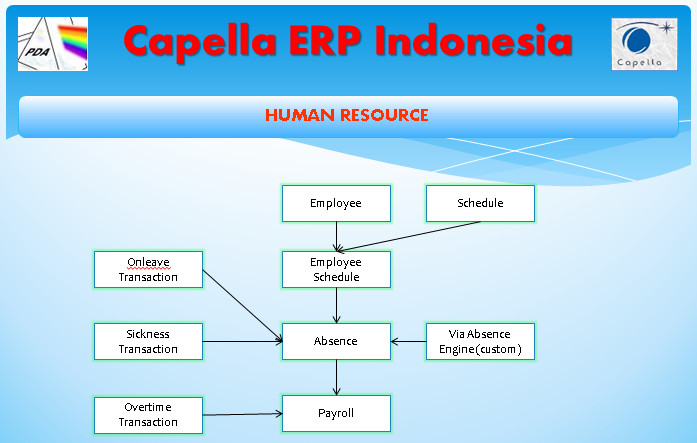 PDA
Capella ERP Indonesia
Capella
HUMAN RESOURCE
Employee
Schedule
Onleave
Transaction
Employee
Schedule
Sickness
Transaction
Absence
Via Absence
Engine(custom)
Overtime
Transaction
Payroll